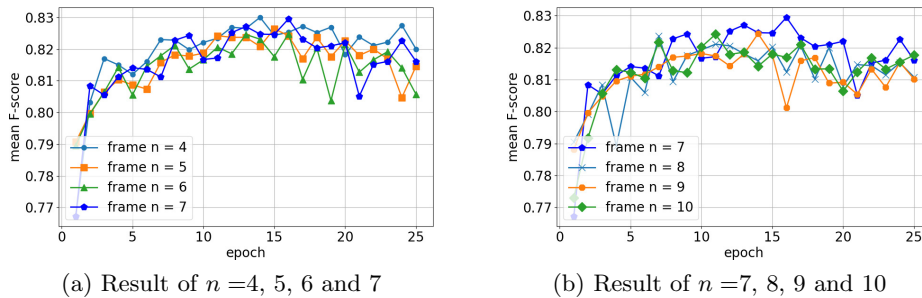 0.83
0.82
0.81
0.80
0.79
0.78
0.77
mean F-score
frame n = 4
frame n = 5
frame n = 6
frame n = 7
0 5 10 15 20 25
epoch
(a) Result of n =4, 5, 6 and 7
0.83
0.82
0.81
0.80
0.79
0.78
0.77
mean F-score
frame n = 7
frame n = 8
frame n = 9
frame n = 10
0 5 10 15 20 25
epoch
(b) Result of n =7, 8, 9 and 10